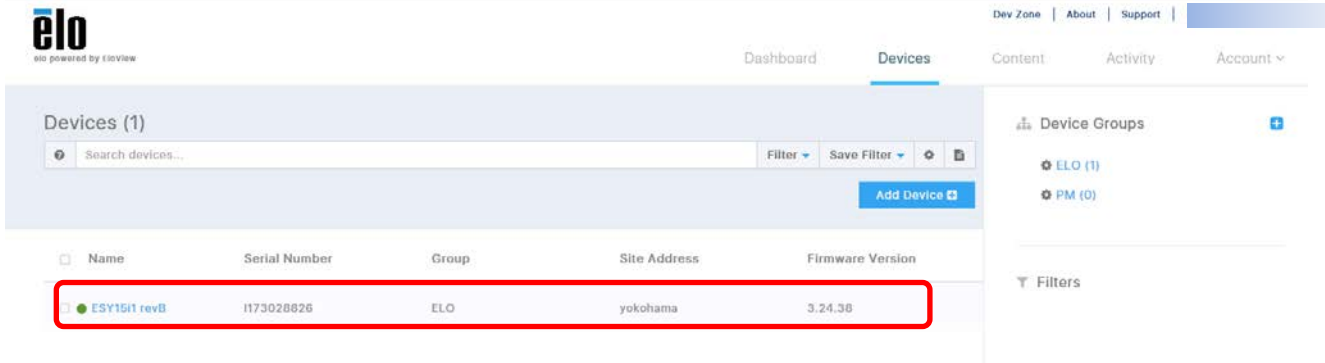 Dev Zone | About | Support |
elo
elo powered by EloView
Dashboard Devices Content Activity Account
Devices (1)
Search devices...
Filter Save Filter
Add Device
Name Serial Number Group Site Address Firmware Version
ESY15i1 revB I173028826 ELO yokohama 3.24.38
Device Groups
ELO (1)
PM (0)
Filters